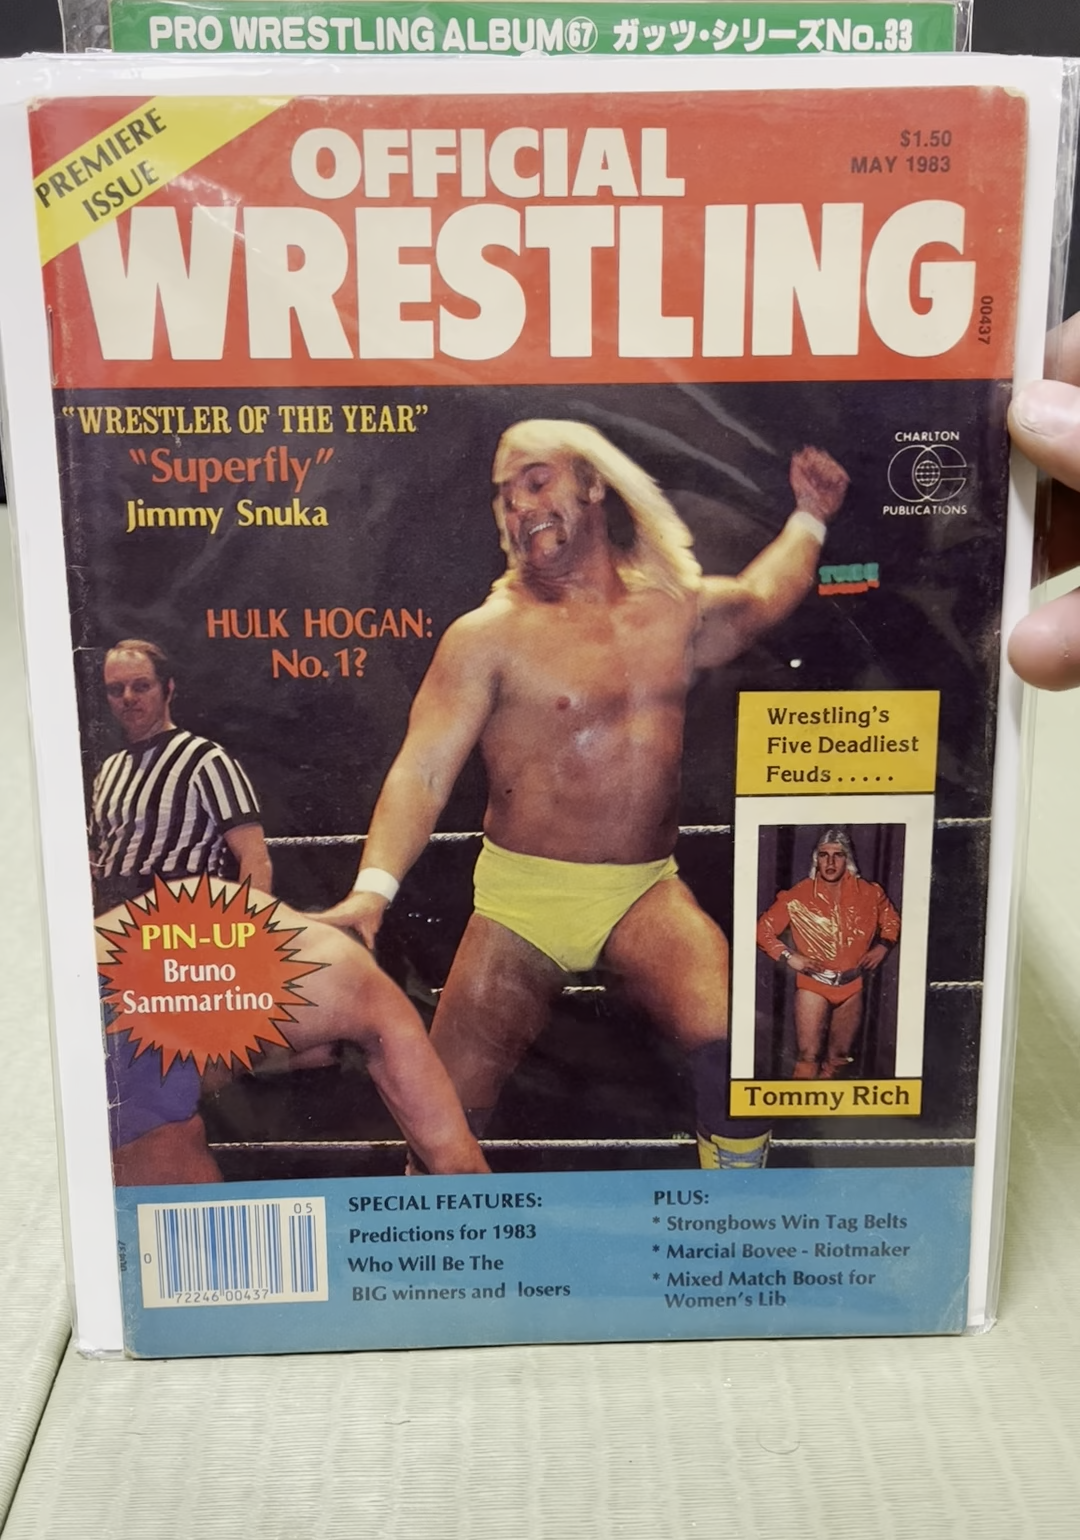 PRO WRESTLING ALBUM67 ガッツ・シリーズNo.33
PREMIERE
ISSUE
OFFICIAL
WRESTLING
$1.50
MAY 1983
00437
"WRESTLER OF THE YEAR"
"Superfly"
Jimmy Snuka
CHARLTON
PUBLICATIONS
HULK HOGAN:
No. 1?
Wrestling's
Five Deadliest
Feuds . . . . .
Tommy Rich
PIN-UP
Bruno
Sammartino
05
0
72246 00437
00437
SPECIAL FEATURES:
Predictions for 1983
Who Will Be The
BIG winners and losers
PLUS:
* Strongbows Win Tag Belts
* Marcial Bovee - Riotmaker
* Mixed Match Boost for
Women's Lib